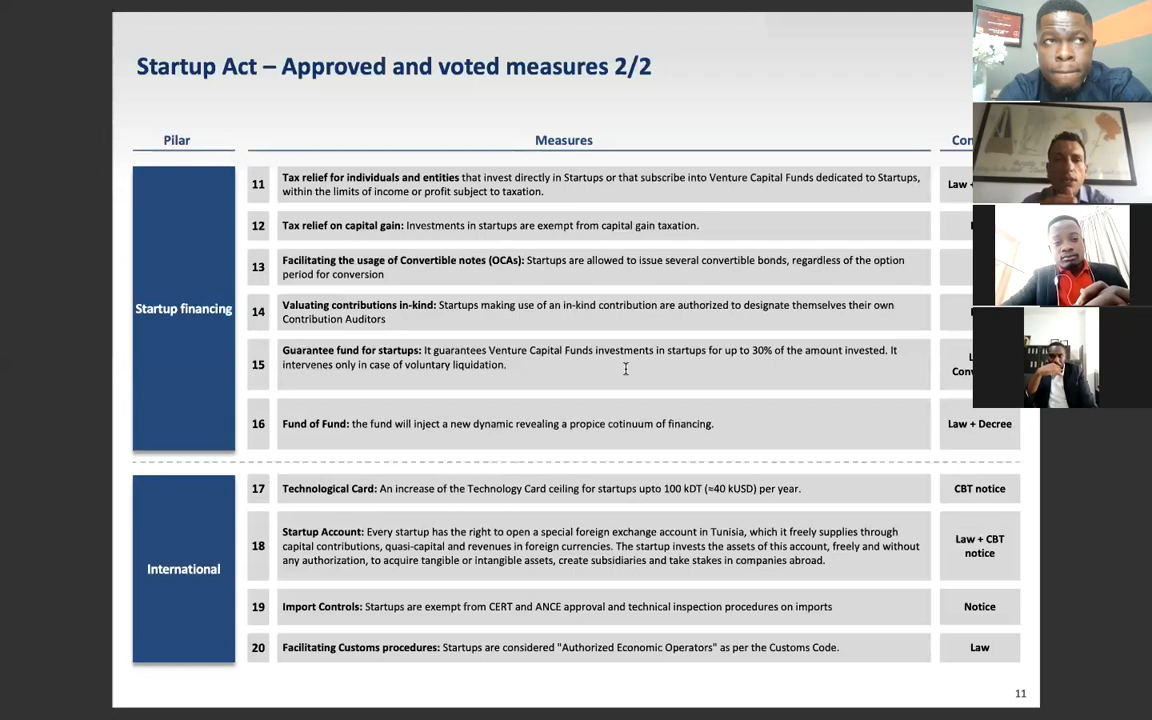 Startup Act – Approved and voted measures 2/2
Pilar
Measures
Con
Startup financing
11
Tax relief for individuals and entities that invest directly in Startups or that subscribe into Venture Capital Funds dedicated to Startups,
within the limits of income or profit subject to taxation.
Law +
12
Tax relief on capital gain: Investments in startups are exempt from capital gain taxation.
13
Facilitating the usage of Convertible notes (OCAs): Startups are allowed to issue several convertible bonds, regardless of the option
period for conversion
14
Valuating contributions in-kind: Startups making use of an in-kind contribution are authorized to designate themselves their own
Contribution Auditors
15
Guarantee fund for startups: It guarantees Venture Capital Funds investments in startups for up to 30% of the amount invested. It
intervenes only in case of voluntary liquidation.
16
Fund of Fund: the fund will inject a new dynamic revealing a propice cotinuum of financing.
Law + Decree
International
17
Technological Card: An increase of the Technology Card ceiling for startups upto 100 kDT (≈40 kUSD) per year.
CBT notice
18
Startup Account: Every startup has the right to open a special foreign exchange account in Tunisia, which it freely supplies through
capital contributions, quasi-capital and revenues in foreign currencies. The startup invests the assets of this account, freely and without
any authorization, to acquire tangible or intangible assets, create subsidiaries and take stakes in companies abroad.
Law + CBT
notice
19
Import Controls: Startups are exempt from CERT and ANCE approval and technical inspection procedures on imports
Notice
20
Facilitating Customs procedures: Startups are considered "Authorized Economic Operators" as per the Customs Code.
Law
11